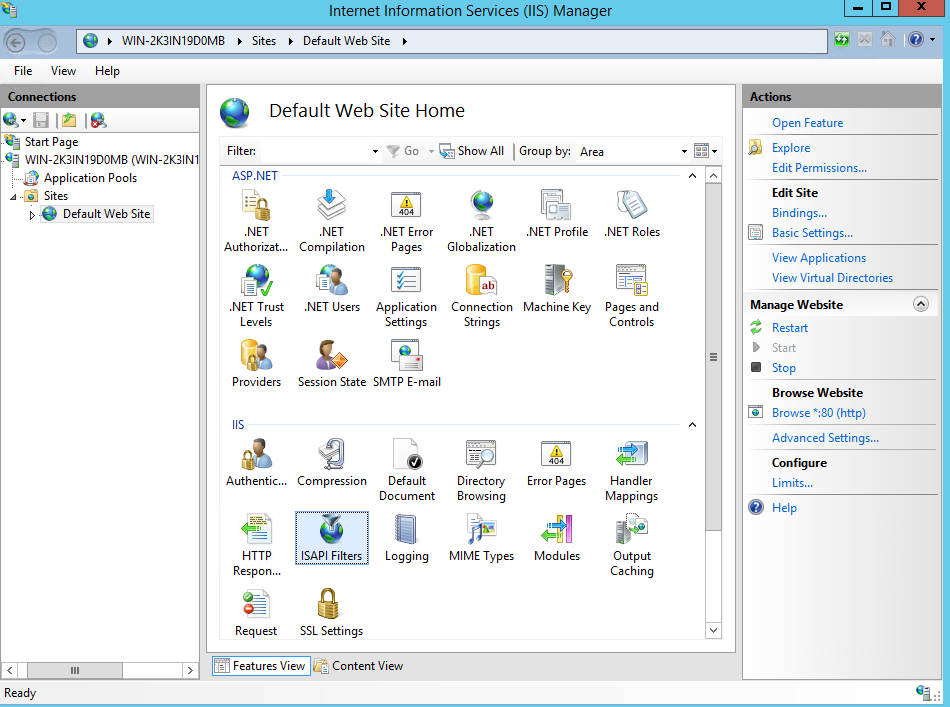 Internet Information Services (IIS) Manager
WIN-2K3IN19D0MB Sites Default Web Site
File View Help
Connections
Start Page
WIN-2K3IN19D0MB (WIN-2K3IN1
Application Pools
Sites
Default Web Site
Default Web Site Home
Filter: Go Show All Group by: Area
ASP.NET
.NET Authorizat...
.NET Compilation
.NET Error Pages
404
.NET Globalization
.NET Profile
.NET Roles
.NET Trust Levels
.NET Users
Application Settings
Connection Strings
ab
Machine Key
Pages and Controls
Providers
Session State
SMTP E-mail
IIS
Authentic...
Compression
Default Document
Directory Browsing
Error Pages
404
Handler Mappings
HTTP Respon...
ISAPI Filters
Logging
MIME Types
Modules
Output Caching
Request
SSL Settings
Features View Content View
Actions
Open Feature
Explore
Edit Permissions...
Edit Site
Bindings...
Basic Settings...
View Applications
View Virtual Directories
Manage Website
Restart
Start
Stop
Browse Website
Browse *:80 (http)
Advanced Settings...
Configure
Limits...
Help
Ready